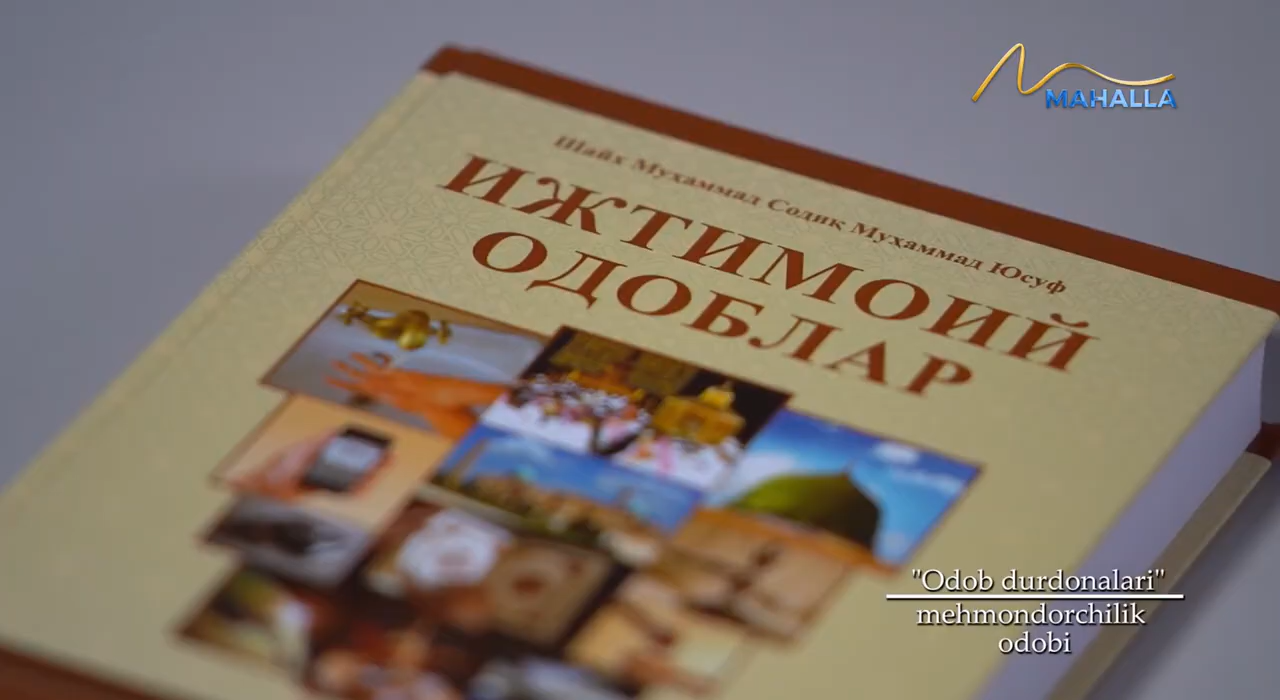 MAHALLA
Шайх Муҳаммад Содиқ Муҳаммад Юсуф
ИЖТИМОИЙ
ОДОБЛАР
"Odob durdonalari"
mehmondorchilik
odobi